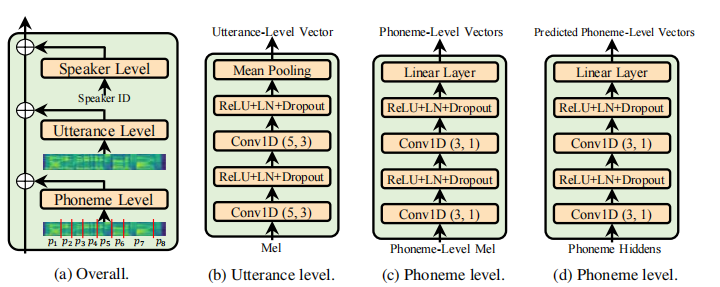 Speaker Level
Speaker ID
Utterance Level
Phoneme Level
p1 p2 p3 p4 p5 p6 p7 p8
(a) Overall.
Utterance-Level Vector
Mean Pooling
ReLU+LN+Dropout
Conv1D (5, 3)
ReLU+LN+Dropout
Conv1D (5, 3)
Mel
(b) Utterance level.
Phoneme-Level Vectors
Linear Layer
ReLU+LN+Dropout
Conv1D (3, 1)
ReLU+LN+Dropout
Conv1D (3, 1)
Phoneme-Level Mel
(c) Phoneme level.
Predicted Phoneme-Level Vectors
Linear Layer
ReLU+LN+Dropout
Conv1D (3, 1)
ReLU+LN+Dropout
Conv1D (3, 1)
Phoneme Hiddens
(d) Phoneme level.